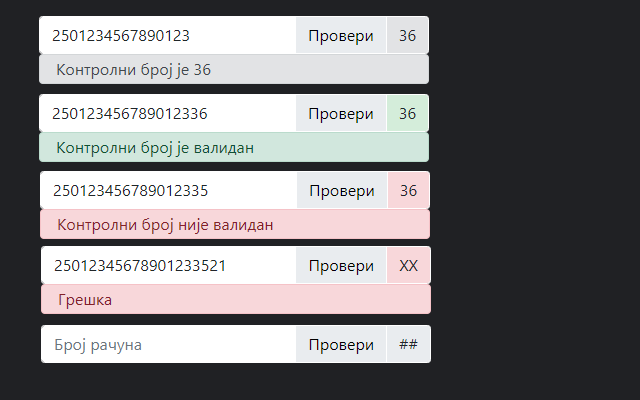 2501234567890123 Провери 36
Контролни број је 36
250123456789012336 Провери 36
Контролни број је валидан
250123456789012335 Провери 36
Контролни број није валидан
25012345678901233521 Провери XX
Грешка
Број рачуна Провери ##